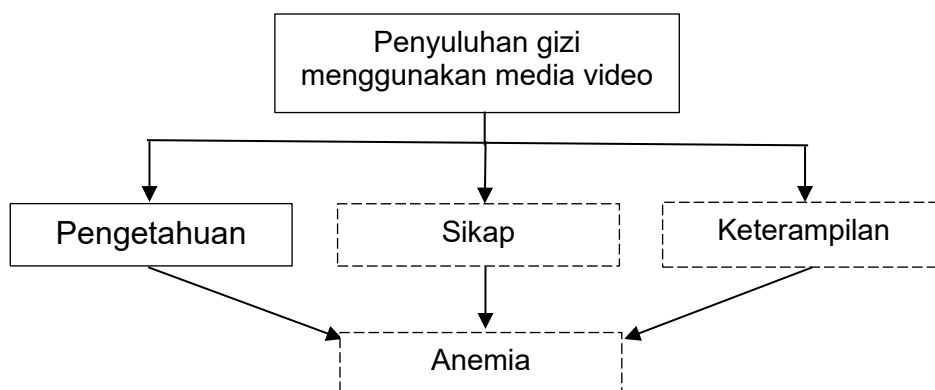 Penyuluhan gizi
menggunakan media video
Pengetahuan
Sikap
Keterampilan
Anemia